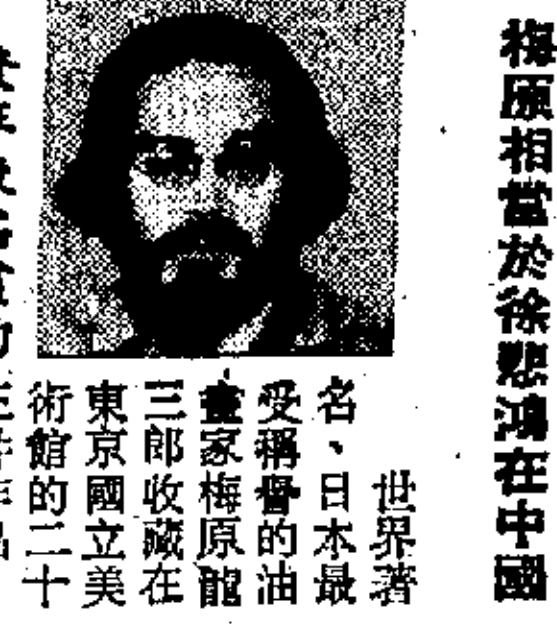 梅原相當於徐悲鴻在中國
世界著
名、日本最
受稱譽的油
畫家梅原龍
三郎收藏在
東京國立美
術館的二十